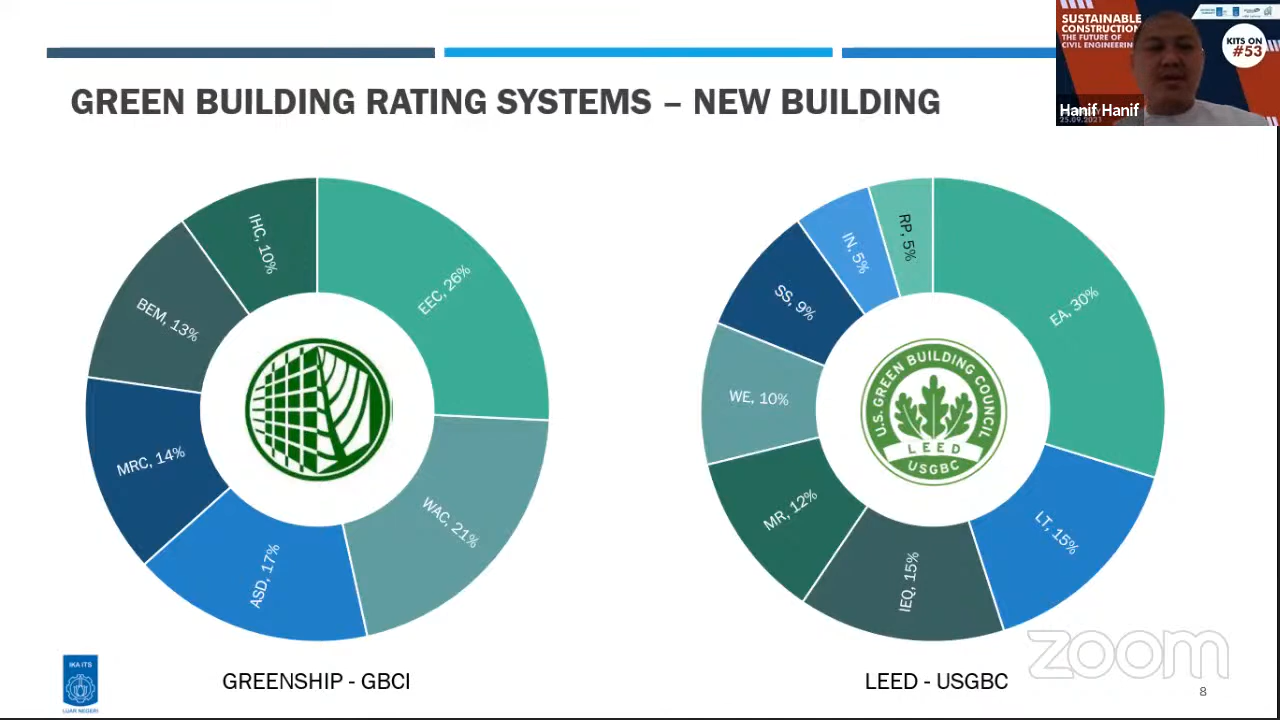 SUSTAINABLE
CONSTRUCTION
THE FUTURE OF
CIVIL ENGINEERING
KITS ON
#53
Hanif Hanif
25.09.2021
GREEN BUILDING RATING SYSTEMS – NEW BUILDING
EEC, 26%
WAC, 21%
ASD, 17%
MRC, 14%
BEM, 13%
IHC, 10%
EA, 30%
LT, 15%
IEQ, 15%
MR, 12%
WE, 10%
SS, 9%
IN, 5%
RP, 5%
U.S. GREEN BUILDING COUNCIL
LEED
USGBC
GREENSHIP - GBCI
LEED - USGBC
IKA ITS
LUAR NEGERI
zoom
8